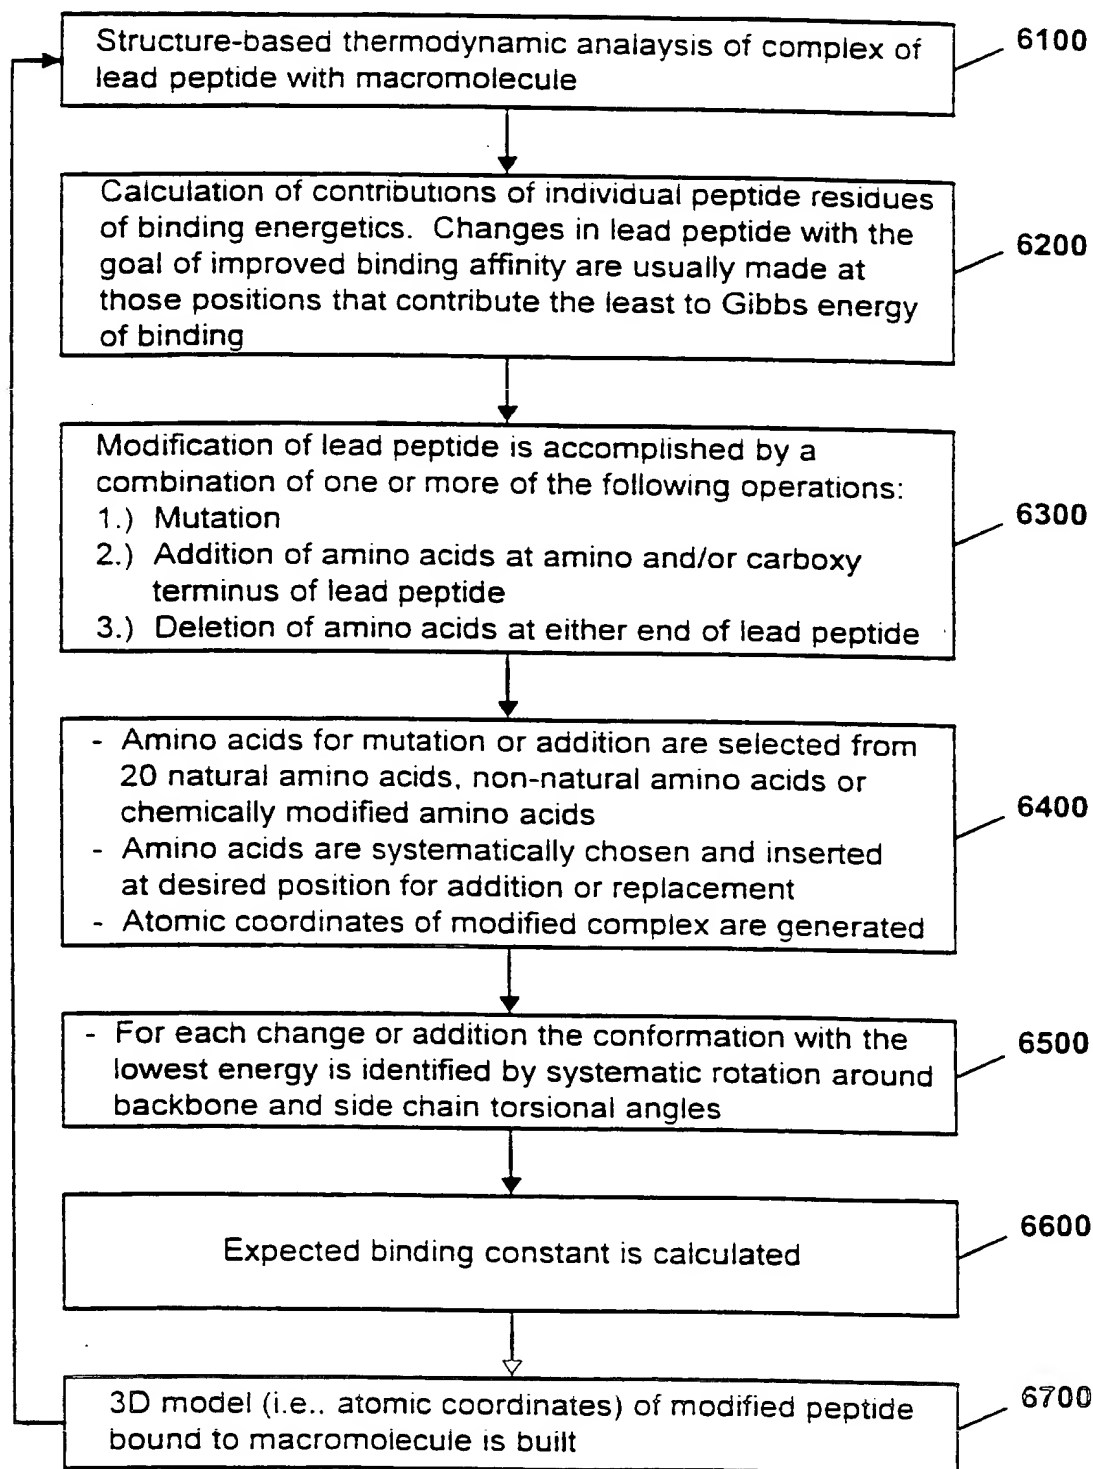 Structure-based thermodynamic analaysis of complex of
lead peptide with macromolecule
6100
Calculation of contributions of individual peptide residues
of binding energetics. Changes in lead peptide with the
goal of improved binding affinity are usually made at
those positions that contribute the least to Gibbs energy
of binding
6200
Modification of lead peptide is accomplished by a
combination of one or more of the following operations:
1.) Mutation
2.) Addition of amino acids at amino and/or carboxy
terminus of lead peptide
3.) Deletion of amino acids at either end of lead peptide
6300
- Amino acids for mutation or addition are selected from
20 natural amino acids, non-natural amino acids or
chemically modified amino acids
- Amino acids are systematically chosen and inserted
at desired position for addition or replacement
- Atomic coordinates of modified complex are generated
6400
- For each change or addition the conformation with the
lowest energy is identified by systematic rotation around
backbone and side chain torsional angles
6500
Expected binding constant is calculated
6600
3D model (i.e.. atomic coordinates) of modified peptide
bound to macromolecule is built
6700